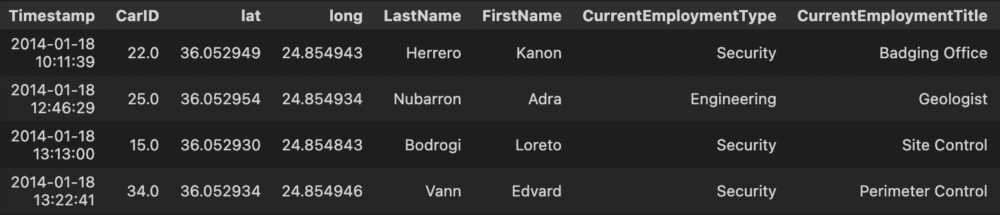 Timestamp CarID lat long LastName FirstName CurrentEmploymentType CurrentEmploymentTitle
2014-01-18
10:11:39 22.0 36.052949 24.854943 Herrero Kanon Security Badging Office
2014-01-18
12:46:29 25.0 36.052954 24.854934 Nubarron Adra Engineering Geologist
2014-01-18
13:13:00 15.0 36.052930 24.854843 Bodrogi Loreto Security Site Control
2014-01-18
13:22:41 34.0 36.052934 24.854946 Vann Edvard Security Perimeter Control